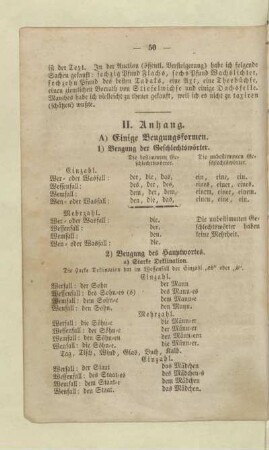 — 50 —
ist der Text. In der Auction (öffentl. Versteigerung) habe ich folgende
Sachen gekauft: sechzig Pfund Flachs, sechs Pfund Wachslichter,
sechzehn Pfund des besten Tabaks, eine Axt, eine Theebüchse,
einen ziemlichen Vorrath von Stiefelwichse und einige Dachsfelle.
Manches habe ich vielleicht zu theuer gekauft, weil ich es nicht zu taxiren
(schätzen) wußte.
II. Anhang.
A) Einige Beugungsformen.
1) Beugung der Geschlechtswörter.
Die bestimmten Ge- Die unbestimmten Ge-
schlechtswörter. schlechtswörter.
Einzahl.
Wer- oder Wasfall: der, die, das, ein, eine, ein.
Wessenfall: des, der, des, eines, einer, eines.
Wemfall: dem, der, dem, einem, einer, einem.
Wen- oder Wasfall: den, die, das. einen, eine, ein.
Mehrzahl.
Wer- oder Wasfall: die. Die unbestimmten Ge-
Wessenfall: der. schlechtswörter haben
Wemfall: den. keine Mehrheit.
Wen- oder Wasfall: die.
2) Beugung des Hauptwortes.
a) Starke Deklination.
Die starke Deklination hat im Wessenfall der Einzahl „es“ oder „s“.
Einzahl.
Werfall: der Sohn der Mann
Wessenfall: des Sohn-es (s) des Mann-es
Wemfall: dem Sohn-e dem Mann-e
Wenfall: den Sohn. den Mann.
Mehrzahl.
Werfall: die Söhn-e die Männ-er
Wessenfall: der Söhn-e der Männ-er
Wemfall: den Söhn-en den Männ-ern
Wenfall: die Söhn-e. die Männ-er.
Tag, Tisch, Wind, Glas, Buch, Kalb.
Einzahl.
Werfall: der Staat das Mädchen
Wessenfall: des Staat-es des Mädchen-s
Wemfall: dem Staat-e dem Mädchen
Wenfall: den Staat. das Mädchen.